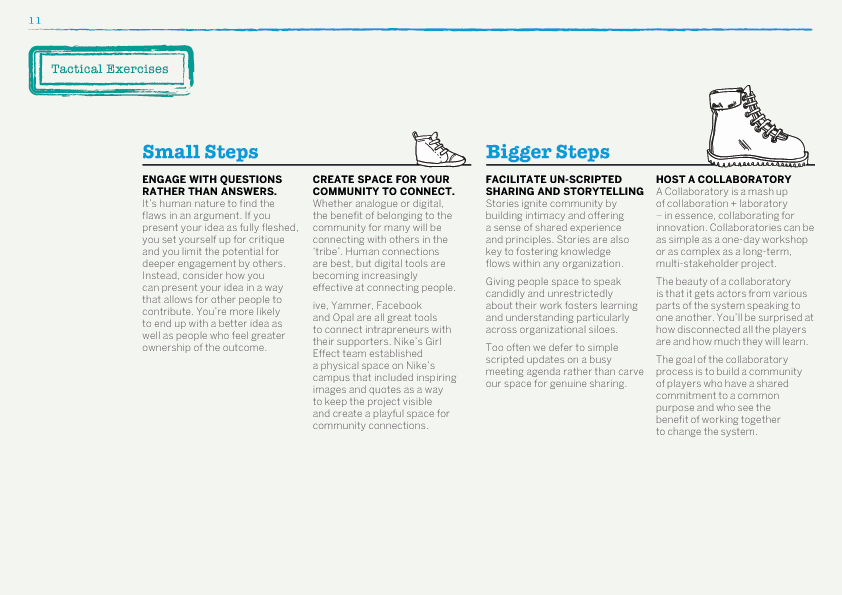 11
Tactical Exercises
Small Steps
ENGAGE WITH QUESTIONS
RATHER THAN ANSWERS.
It's human nature to find the
flaws in an argument. If you
present your idea as fully fleshed,
you set yourself up for critique
and you limit the potential for
deeper engagement by others.
Instead, consider how you
can present your idea in a way
that allows for other people to
contribute. You're more likely
to end up with a better idea as
well as people who feel greater
ownership of the outcome.
CREATE SPACE FOR YOUR
COMMUNITY TO CONNECT.
Whether analogue or digital,
the benefit of belonging to the
community for many will be
connecting with others in the
'tribe'. Human connections
are best, but digital tools are
becoming increasingly
effective at connecting people.
ive, Yammer, Facebook
and Opal are all great tools
to connect intrapreneurs with
their supporters. Nike's Girl
Effect team established
a physical space on Nike's
campus that included inspiring
images and quotes as a way
to keep the project visible
and create a playful space for
community connections.
Bigger Steps
FACILITATE UN-SCRIPTED
SHARING AND STORYTELLING
Stories ignite community by
building intimacy and offering
a sense of shared experience
and principles. Stories are also
key to fostering knowledge
flows within any organization.
Giving people space to speak
candidly and unrestrictedly
about their work fosters learning
and understanding particularly
across organizational siloes.
Too often we defer to simple
scripted updates on a busy
meeting agenda rather than carve
our space for genuine sharing.
HOST A COLLABORATORY
A Collaboratory is a mash up
of collaboration + laboratory
– in essence, collaborating for
innovation. Collaboratories can be
as simple as a one-day workshop
or as complex as a long-term,
multi-stakeholder project.
The beauty of a collaboratory
is that it gets actors from various
parts of the system speaking to
one another. You'll be surprised at
how disconnected all the players
are and how much they will learn.
The goal of the collaboratory
process is to build a community
of players who have a shared
commitment to a common
purpose and who see the
benefit of working together
to change the system.